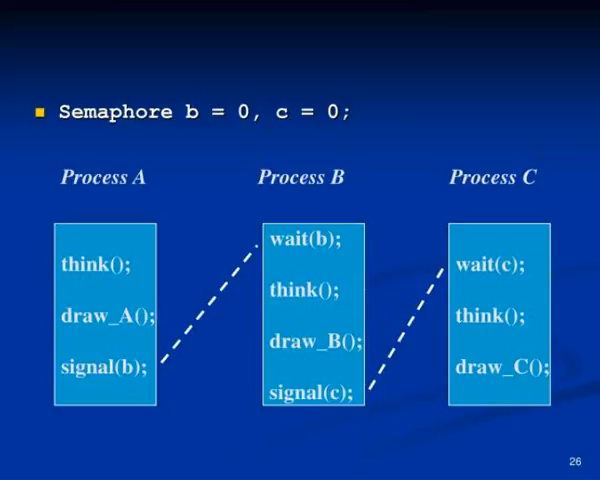 Semaphore b = 0, c = 0;
Process A
Process B
Process C
think();
draw_A();
signal(b);
wait(b);
think();
draw_B();
signal(c);
wait(c);
think();
draw_C();
26